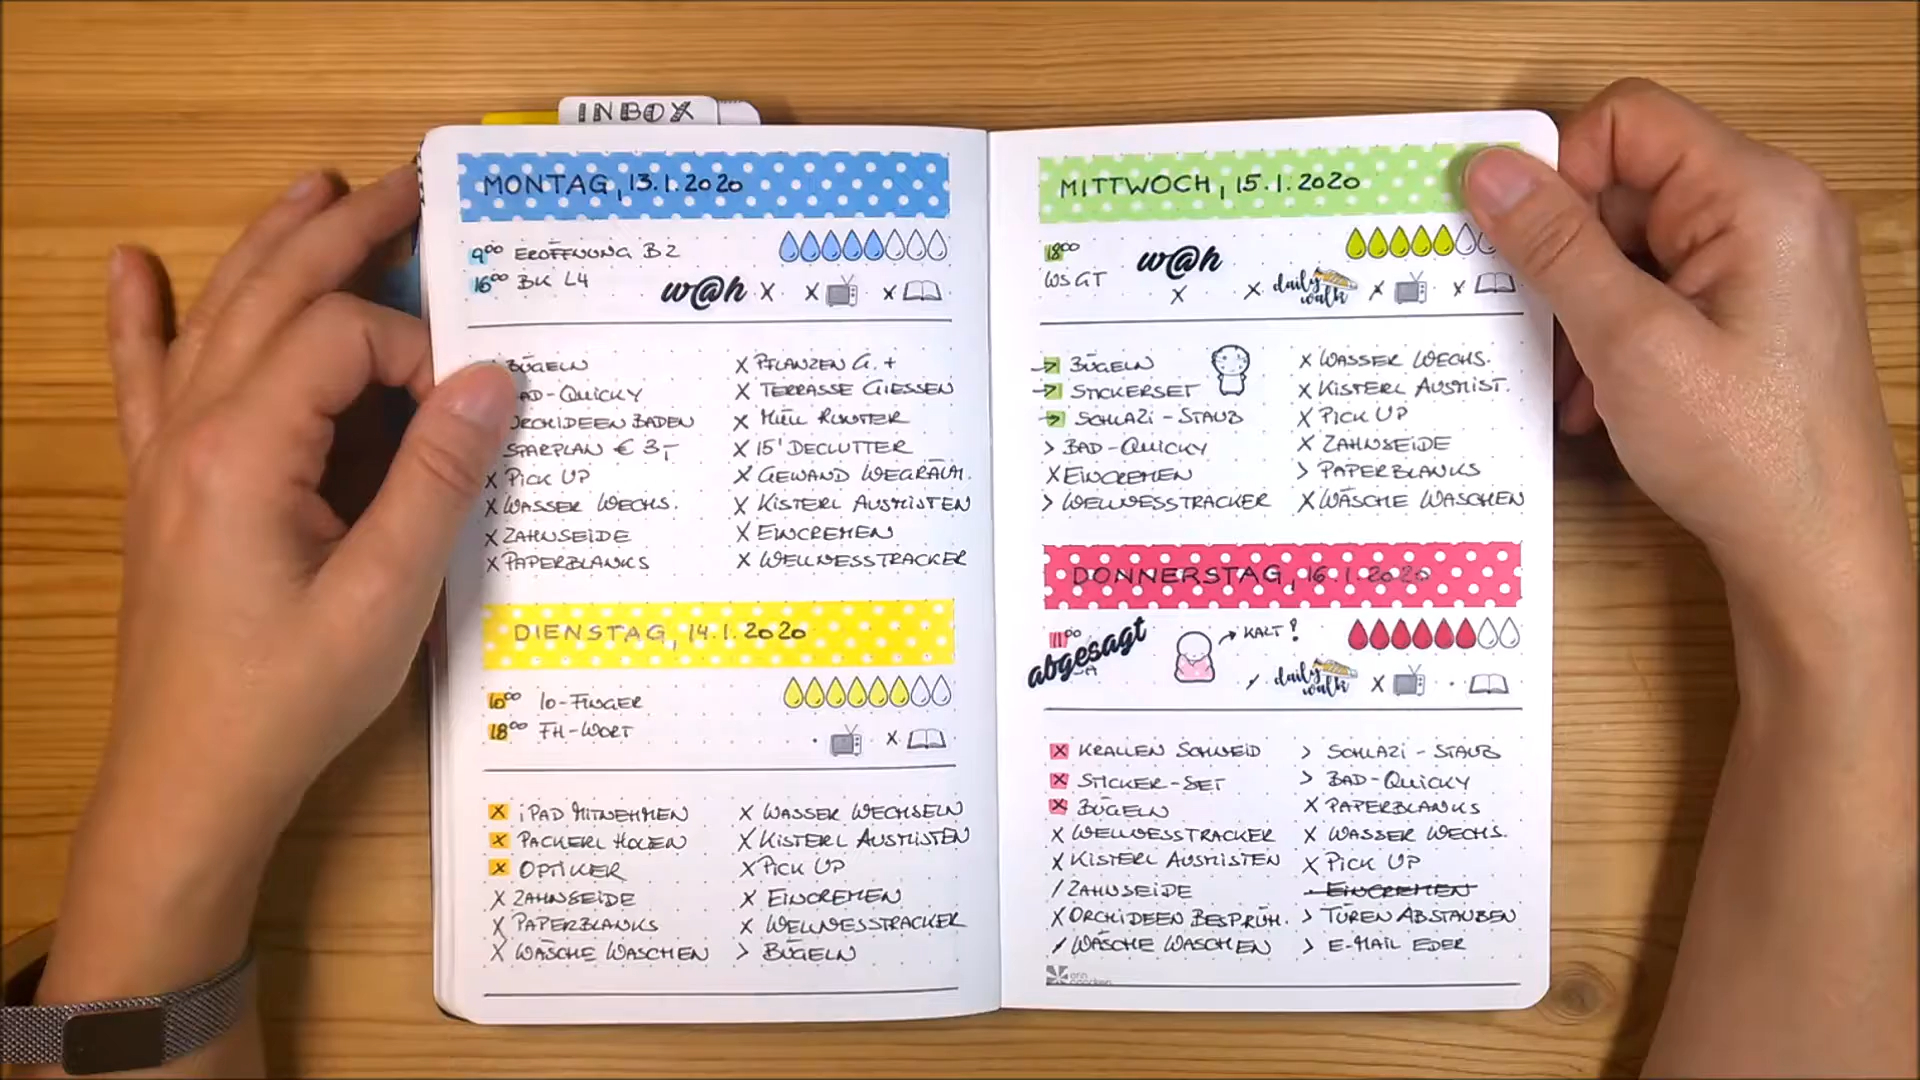 INBOX
MONTAG, 13.1.2020
9⁰⁰ ERÖFFNUNG B2
16⁰⁰ BK L4
w@h X X X
BÜGELN
AD-QUICKY
ORCHIDEEN BADEN
SPARPLAN € 3,-
X PICK UP
X WASSER WECHS.
X ZAHNSEIDE
X PAPERBLANKS
X PFLANZEN G. +
X TERRASSE GIESSEN
X MÜLL RUNTER
X 15' DECLUTTER
X GEWAND WEGRÄUM.
X KISTERL AUSMISTEN
X EINCREMEN
X WELLNESSTRACKER
DIENSTAG, 14.1.2020
10⁰⁰ 10-FINGER
18⁰⁰ FH-WORT
· X
X iPAD MITNEHMEN
X PACKERL HOLEN
X OPTIKER
X ZAHNSEIDE
X PAPERBLANKS
X WÄSCHE WASCHEN
X WASSER WECHSELN
X KISTERL AUSMISTEN
X PICK UP
X EINCREMEN
X WELLNESSTRACKER
> BÜGELN
MITTWOCH, 15.1.2020
18⁰⁰ w@h
WS GT
X X daily walk X X
→ BÜGELN
→ STICKERSET
→ SCHLAZI-STAUB
> BAD-QUICKY
X EINCREMEN
> WELLNESSTRACKER
X WASSER WECHS.
X KISTERL AUSMIST.
X PICK UP
X ZAHNSEIDE
> PAPERBLANKS
X WÄSCHE WASCHEN
DONNERSTAG, 16.1.2020
11⁰⁰
abgesagt
→ KALT!
/ daily walk X ·
X KRALLEN SCHNEID
X STICKER-SET
X BÜGELN
X WELLNESSTRACKER
X KISTERL AUSMISTEN
/ ZAHNSEIDE
X ORCHIDEEN BESPRÜH.
/ WÄSCHE WASCHEN
> SCHLAZI-STAUB
> BAD-QUICKY
X PAPERBLANKS
X WASSER WECHS.
X PICK UP
· EINCREMEN
> TÜREN ABSTAUBEN
> E-MAIL EDER